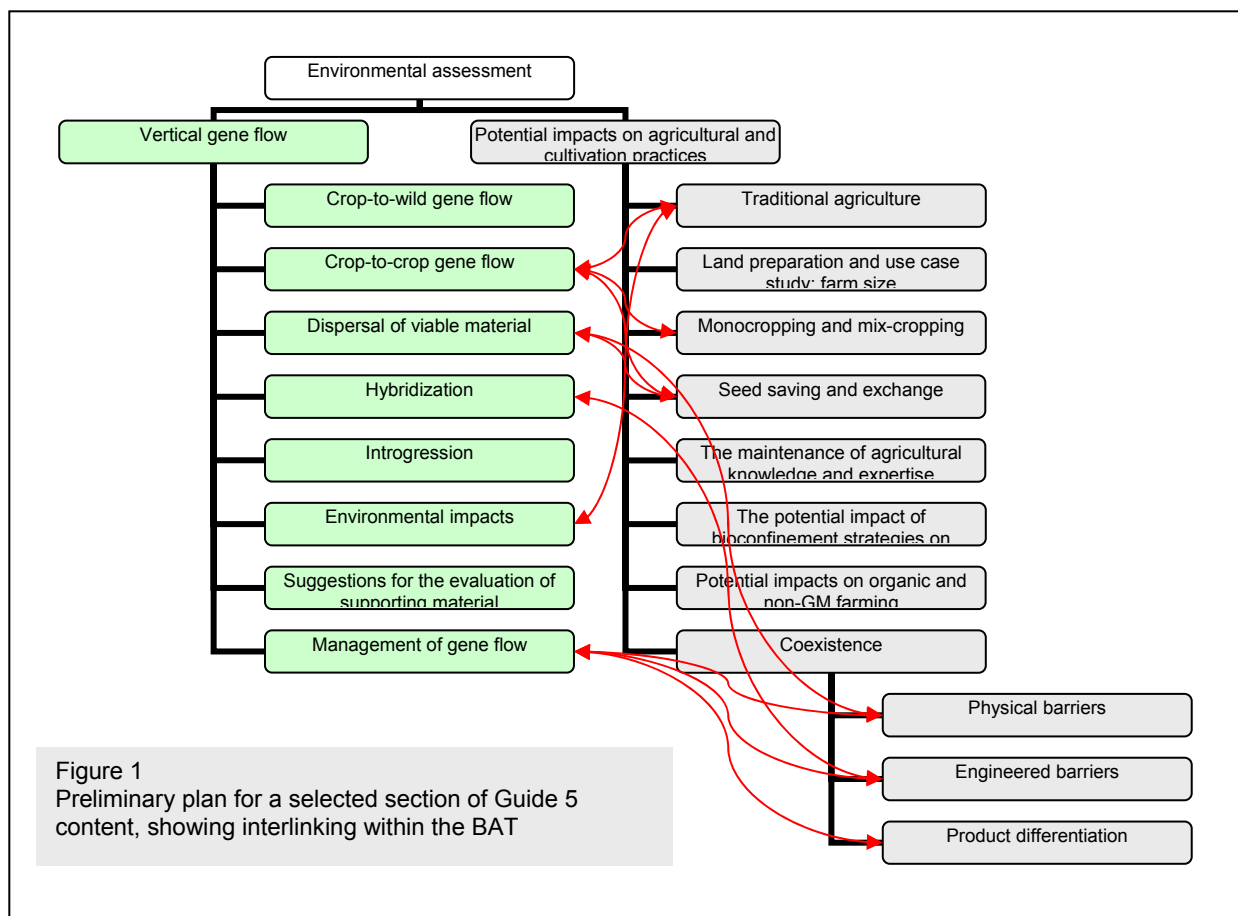 Environmental assessment
Vertical gene flow
Potential impacts on agricultural and
cultivation practices
Crop-to-wild gene flow
Crop-to-crop gene flow
Dispersal of viable material
Hybridization
Introgression
Environmental impacts
Suggestions for the evaluation of
supporting material
Management of gene flow
Traditional agriculture
Land preparation and use case
study: farm size
Monocropping and mix-cropping
Seed saving and exchange
The maintenance of agricultural
knowledge and expertise
The potential impact of
bioconfinement strategies on
Potential impacts on organic and
non-GM farming
Coexistence
Physical barriers
Engineered barriers
Product differentiation
Figure 1
Preliminary plan for a selected section of Guide 5
content, showing interlinking within the BAT